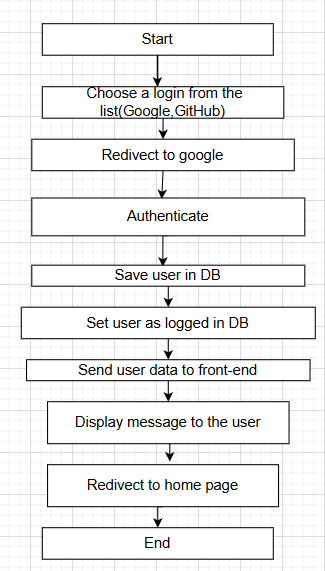 Start
Choose a login from the
list(Google,GitHub)
Redivect to google
Authenticate
Save user in DB
Set user as logged in DB
Send user data to front-end
Display message to the user
Redivect to home page
End